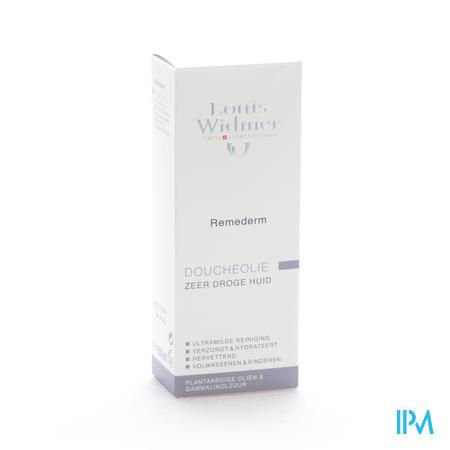 Louis
Widmer
Remederm
DOUCHEOLIE
ZEER DROGE HUID
■ ULTRAMILDE REINIGING
■ VERZORGT & HYDRATEERT
■ HERVETTEND
■ VOLWASSENEN & KINDEREN
PLANTAARDIGE OLIËN &
GAMMALINOLZUUR
IPM